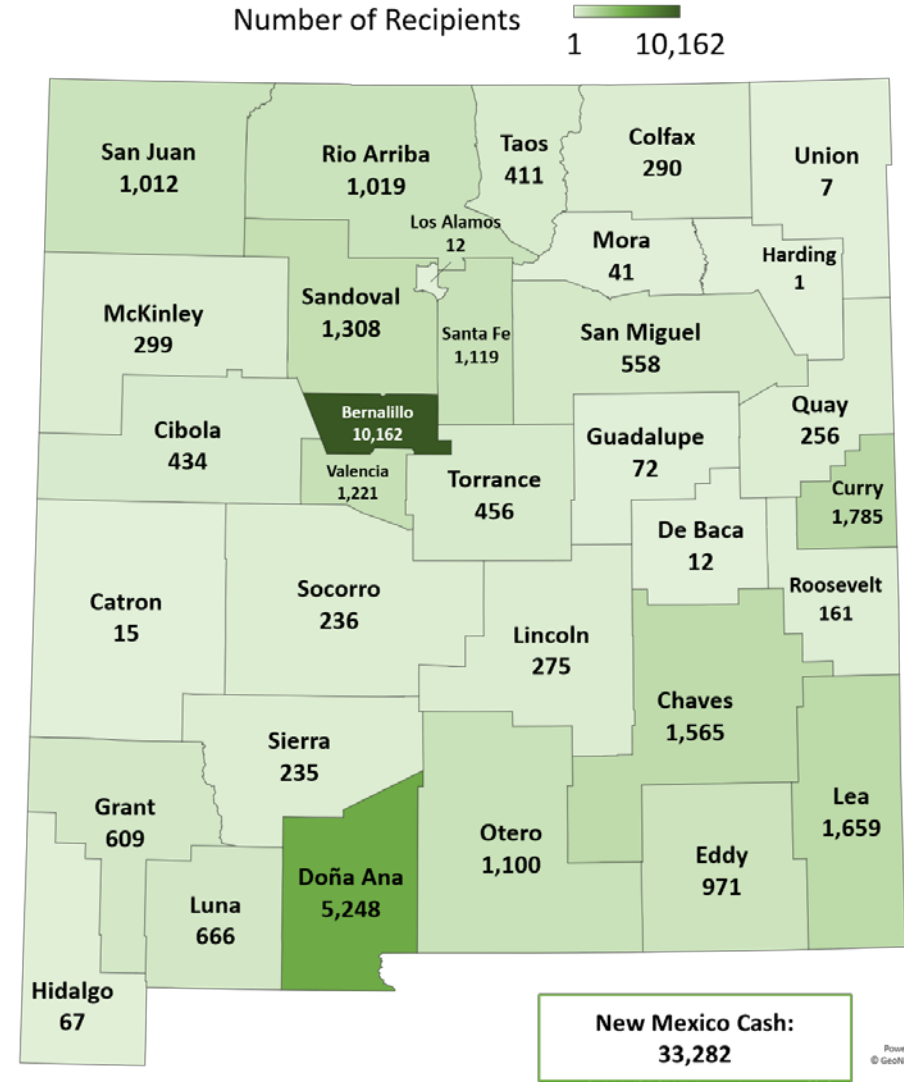 Number of Recipients
1 10,162
San Juan
1,012
Rio Arriba
1,019
Taos
411
Colfax
290
Union
7
Los Alamos
12
Mora
41
Harding
1
McKinley
299
Sandoval
1,308
Santa Fe
1,119
San Miguel
558
Bernalillo
10,162
Quay
256
Cibola
434
Guadalupe
72
Valencia
1,221
Torrance
456
Curry
1,785
De Baca
12
Catron
15
Socorro
236
Roosevelt
161
Lincoln
275
Chaves
1,565
Sierra
235
Grant
609
Lea
1,659
Otero
1,100
Eddy
971
Doña Ana
5,248
Luna
666
Hidalgo
67
New Mexico Cash:
33,282
Powe
© GeoN